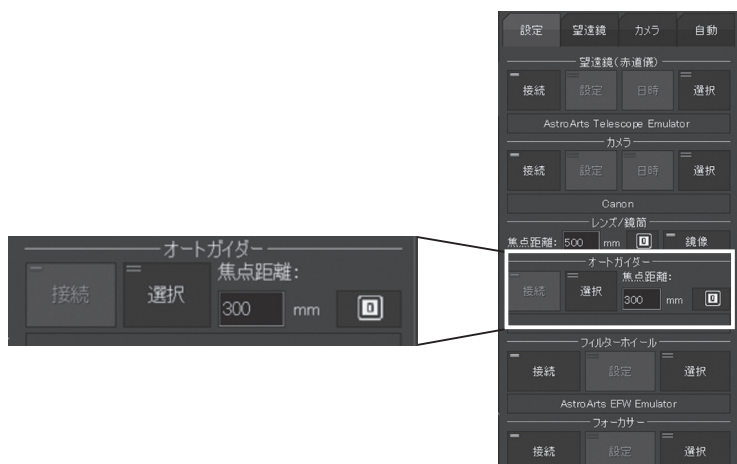 設定 望遠鏡 カメラ 自動
望遠鏡(赤道儀)
接続 設定 日時 選択
AstroArts Telescope Emulator
カメラ
接続 設定 日時 選択
Canon
レンズ/鏡筒
焦点距離: 500 mm D 鏡像
オートガイダー
接続 選択 焦点距離:
300 mm D
オートガイダー
接続 選択 焦点距離:
300 mm D
フィルターホイール
接続 設定 選択
AstroArts EFW Emulator
フォーカサー
接続 設定 選択